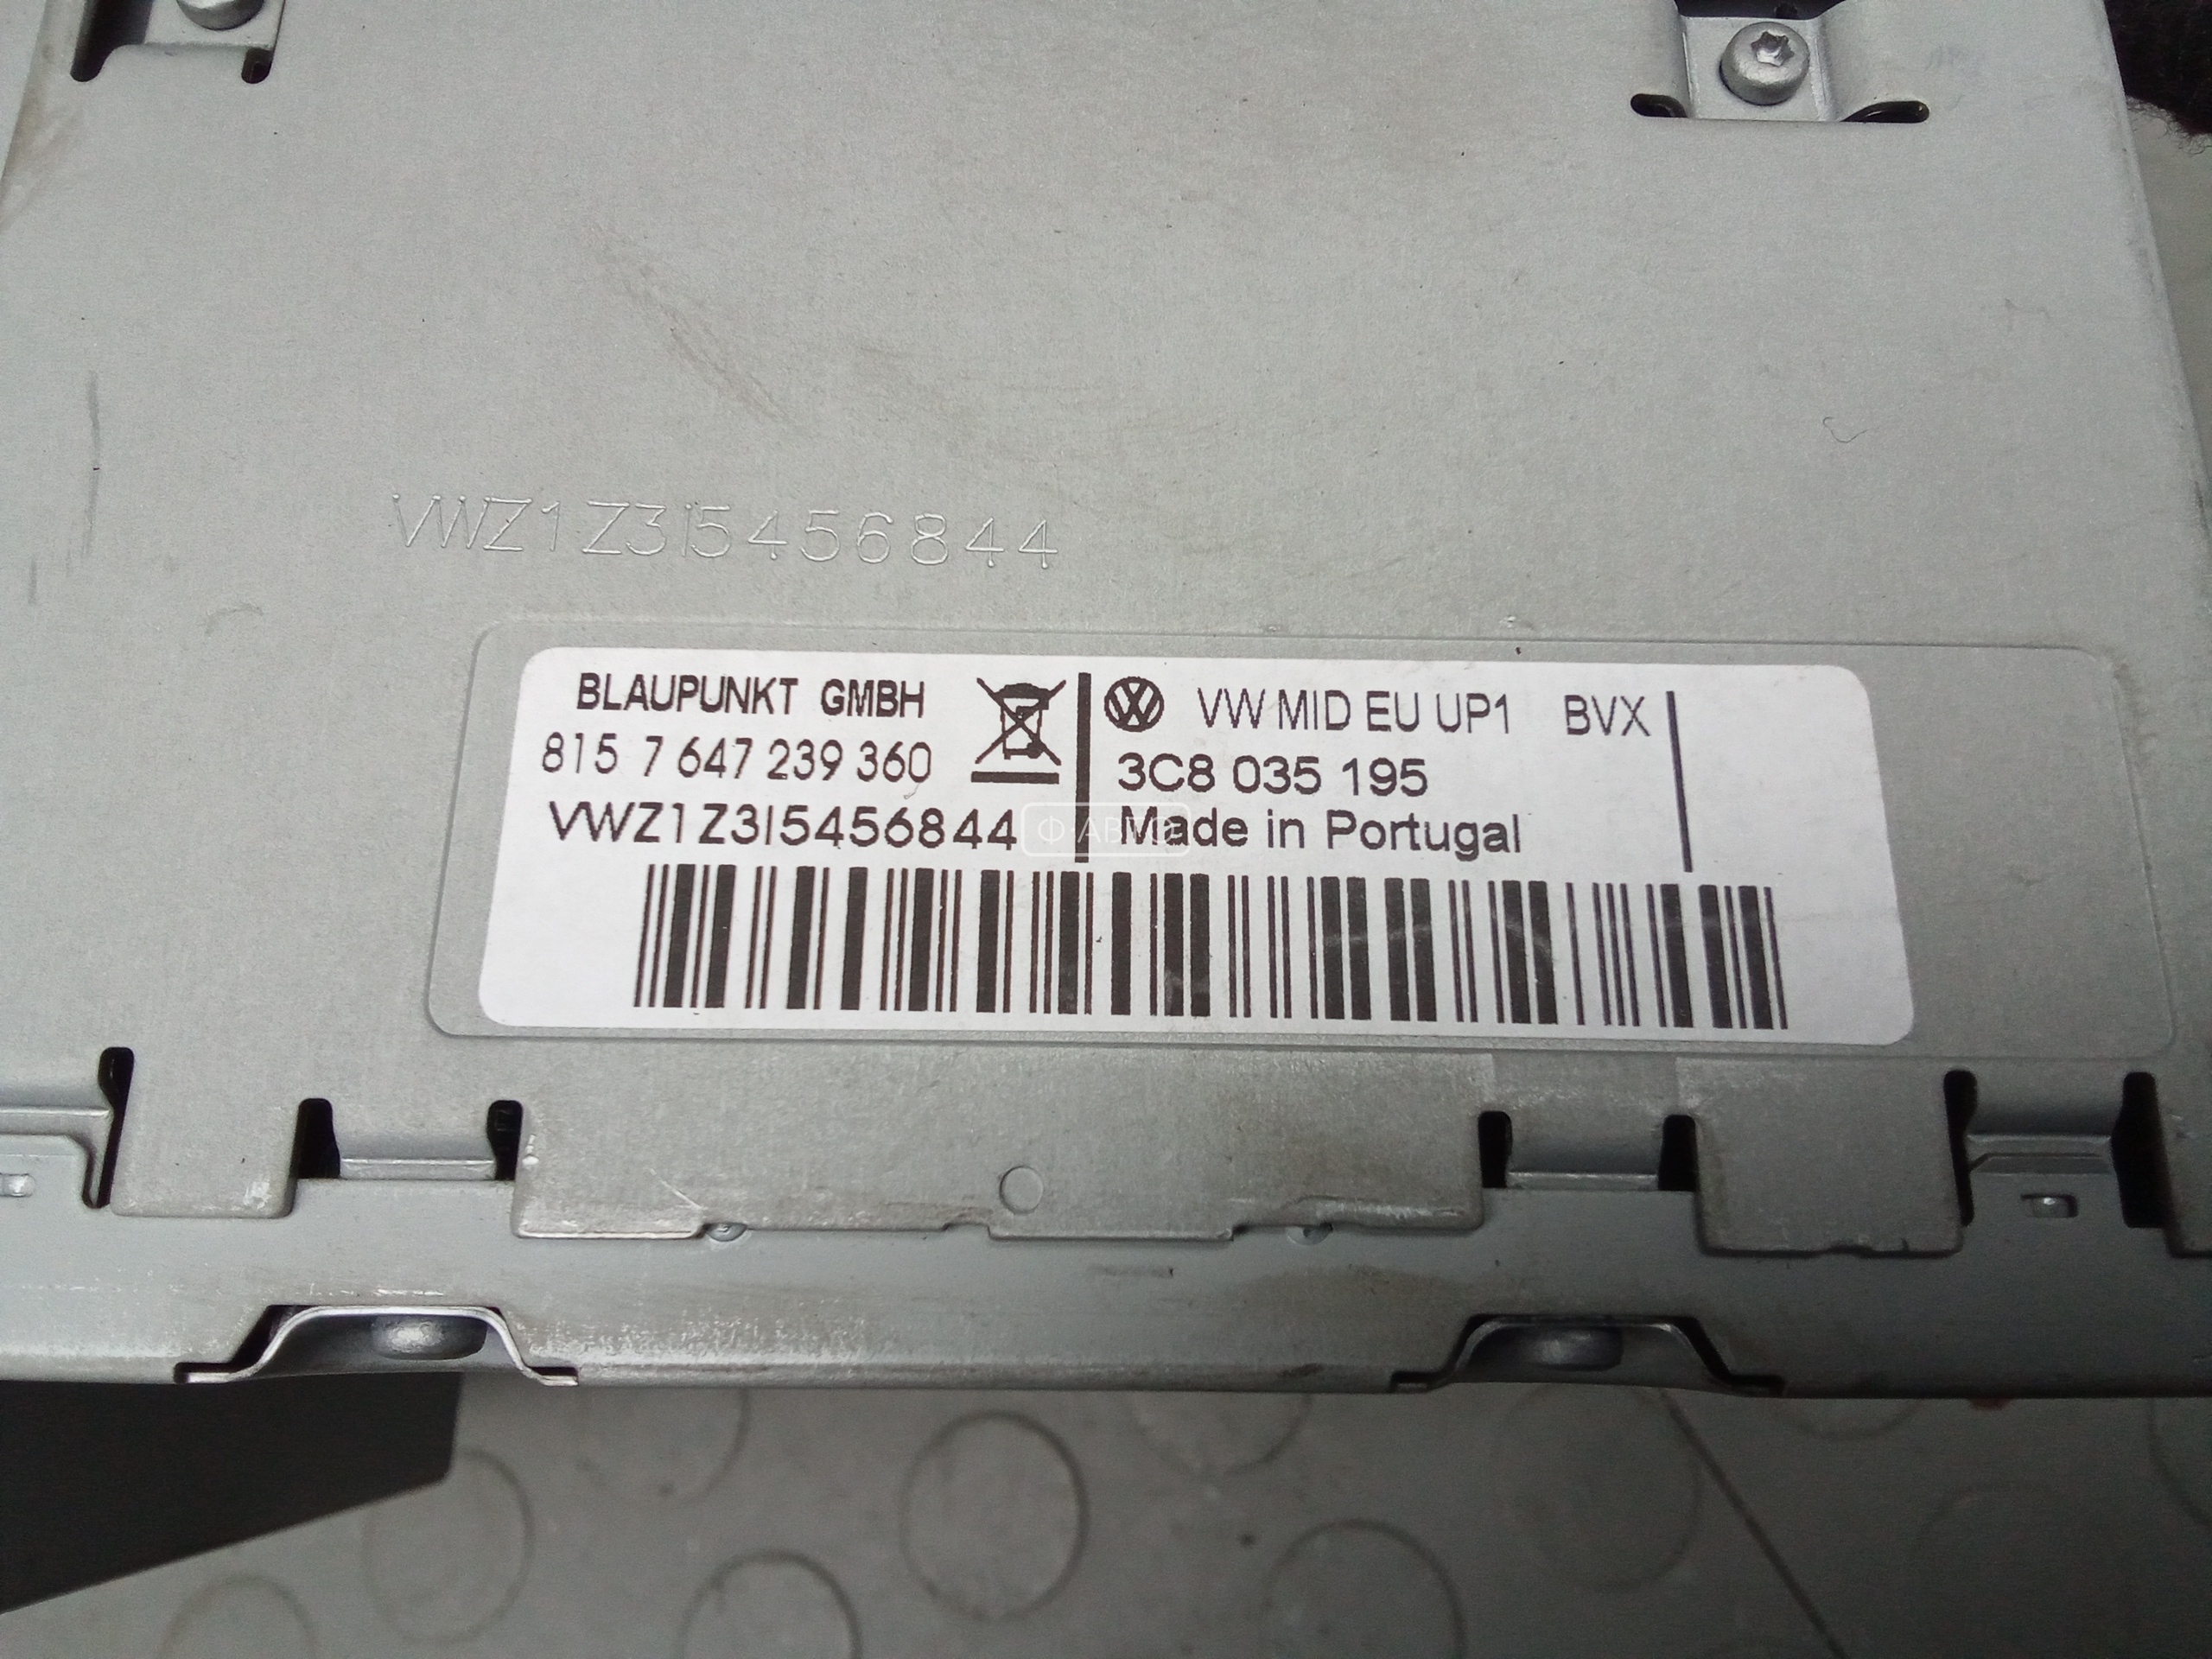 VWZ1Z3I5456844
BLAUPUNKT GMBH
815 7 647 239 360
VWZ1Z3I5456844
VW MID EU UP1 BVX
3C8 035 195
Made in Portugal
Ф·АВТО